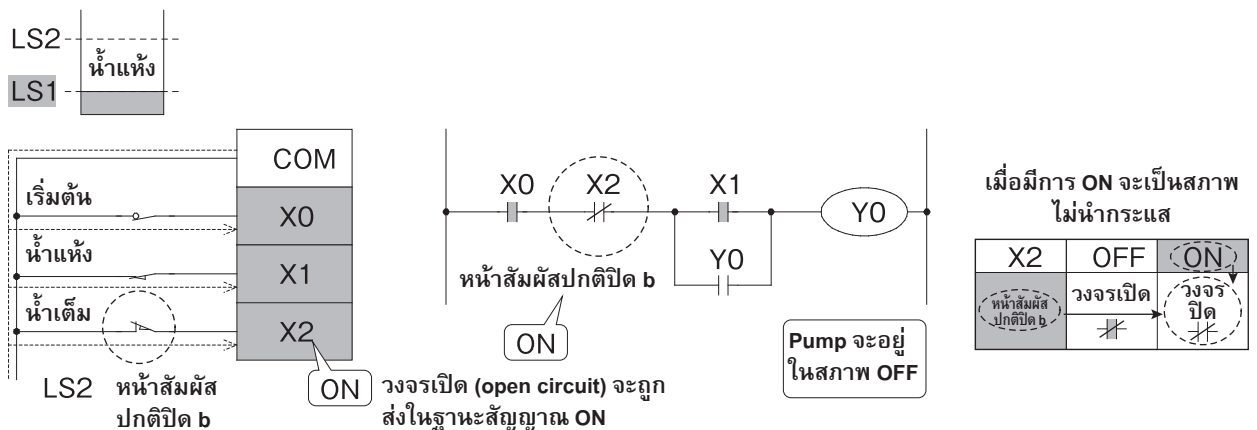 LS2
น้ำแห้ง
LS1
COM
เริ่มต้น
X0
น้ำแห้ง
X1
น้ำเต็ม
X2
LS2
หน้าสัมผัส
ปกติปิด b
ON
วงจรเปิด (open circuit) จะถูก
ส่งในฐานะสัญญาณ ON
X0 X2 X1
Y0
Y0
หน้าสัมผัสปกติปิด b
ON
Pump จะอยู่
ในสภาพ OFF
เมื่อมีการ ON จะเป็นสภาพ
ไม่นำกระแส
X2 OFF ON
หน้าสัมผัส
ปกติปิด b
วงจรเปิด
วงจร
ปิด